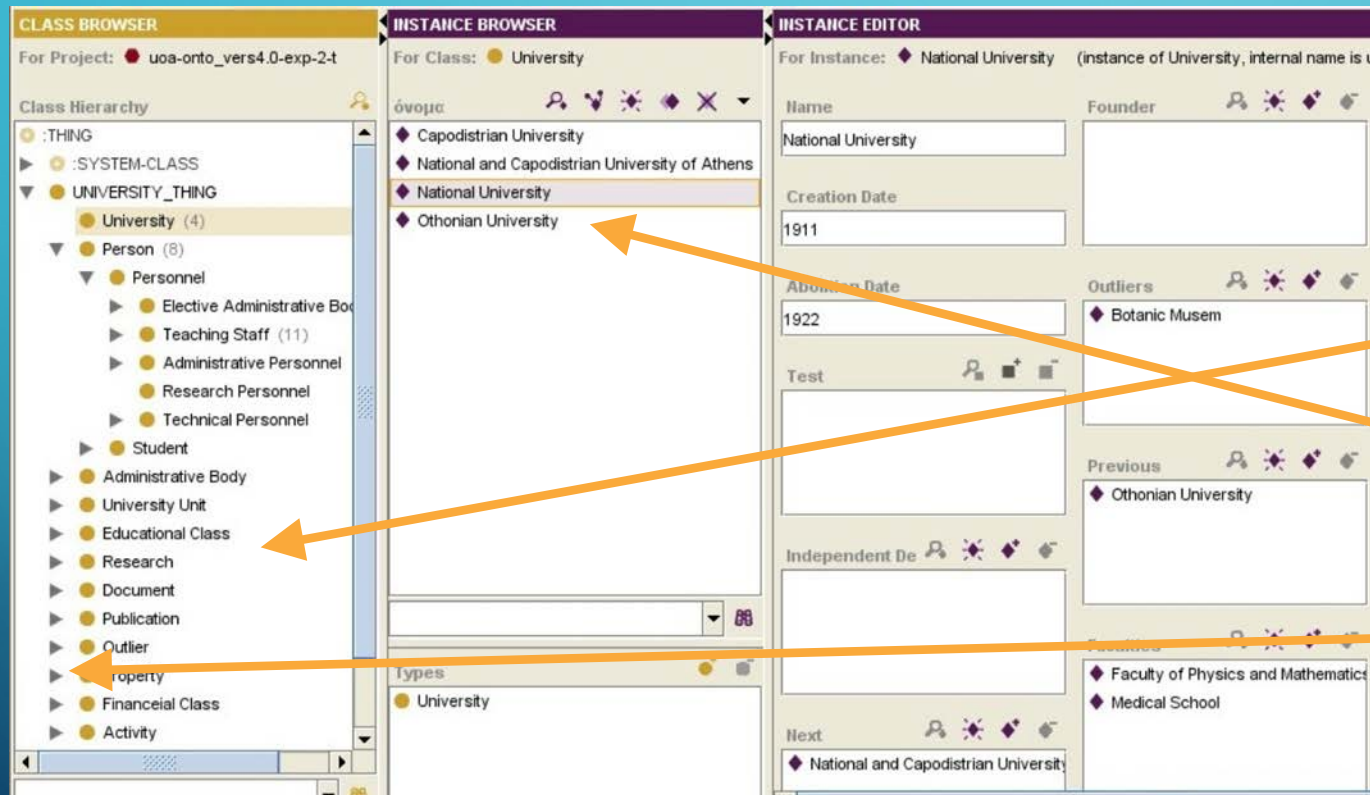 CLASS BROWSER
For Project: uoa-onto_vers4.0-exp-2-t
Class Hierarchy
:THING
:SYSTEM-CLASS
UNIVERSITY_THING
University (4)
Person (8)
Personnel
Elective Administrative Bod
Teaching Staff (11)
Administrative Personnel
Research Personnel
Technical Personnel
Student
Administrative Body
University Unit
Educational Class
Research
Document
Publication
Outlier
Property
Financeial Class
Activity
INSTANCE BROWSER
For Class: University
όνομα
Capodistrian University
National and Capodistrian University of Athens
National University
Othonian University
Types
University
INSTANCE EDITOR
For Instance: National University (instance of University, internal name is u
Name
National University
Creation Date
1911
Abolition Date
1922
Test
Independent De
Next
National and Capodistrian University
Founder
Outliers
Botanic Musem
Previous
Othonian University
Faculties
Faculty of Physics and Mathematics
Medical School